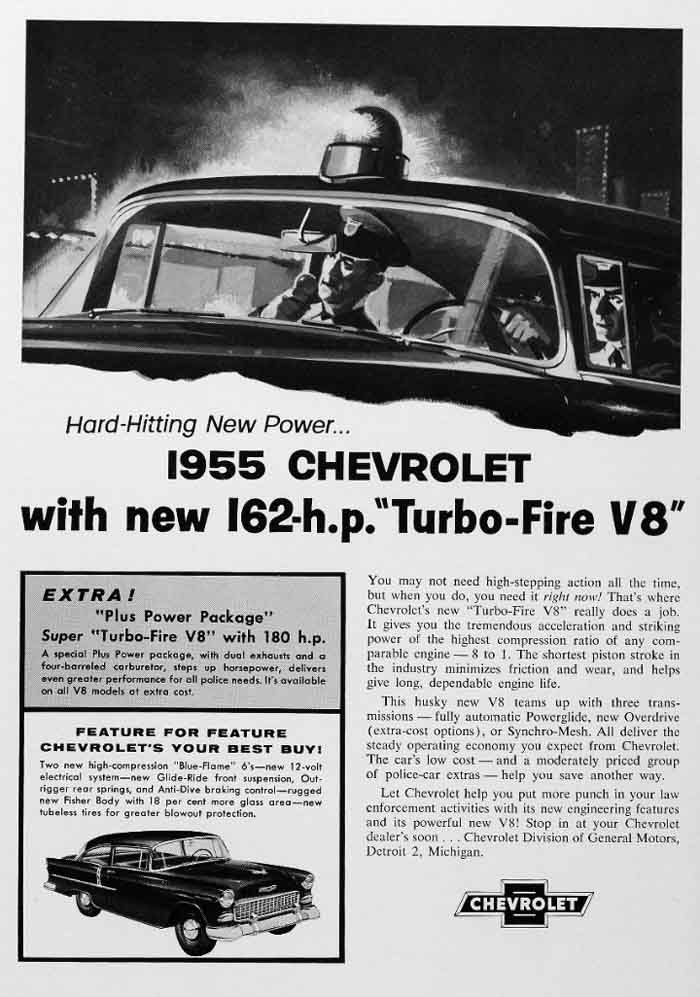 Hard-Hitting New Power...
1955 CHEVROLET
with new 162-h.p. "Turbo-Fire V8"
EXTRA!
"Plus Power Package"
Super "Turbo-Fire V8" with 180 h.p.
A special Plus Power package, with dual exhausts and a
four-barreled carburetor, steps up horsepower, delivers
even greater performance for all police needs. It's available
on all V8 models at extra cost.
FEATURE FOR FEATURE
CHEVROLET'S YOUR BEST BUY!
Two new high-compression "Blue-Flame" 6's—new 12-volt
electrical system—new Glide-Ride front suspension, Out-
rigger rear springs, and Anti-Dive braking control—rugged
new Fisher Body with 18 per cent more glass area—new
tubeless tires for greater blowout protection.
You may not need high-stepping action all the time,
but when you do, you need it right now! That's where
Chevrolet's new "Turbo-Fire V8" really does a job.
It gives you the tremendous acceleration and striking
power of the highest compression ratio of any com-
parable engine — 8 to 1. The shortest piston stroke in
the industry minimizes friction and wear, and helps
give long, dependable engine life.
This husky new V8 teams up with three trans-
missions — fully automatic Powerglide, new Overdrive
(extra-cost options), or Synchro-Mesh. All deliver the
steady operating economy you expect from Chevrolet.
The car's low cost — and a moderately priced group
of police-car extras — help you save another way.
Let Chevrolet help you put more punch in your law
enforcement activities with its new engineering features
and its powerful new V8! Stop in at your Chevrolet
dealer's soon . . . Chevrolet Division of General Motors,
Detroit 2, Michigan.
CHEVROLET